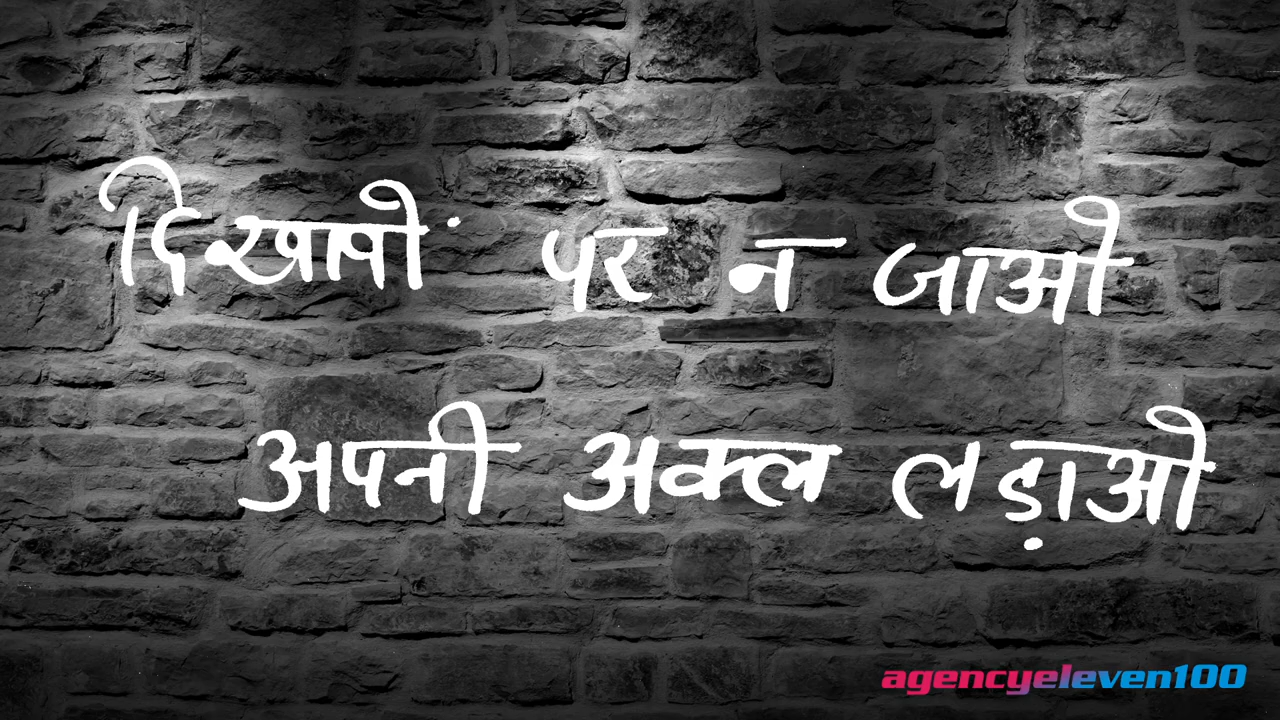 दिखावों पर न जाओ
अपनी अक्ल लड़ाओ
agencyeleven100